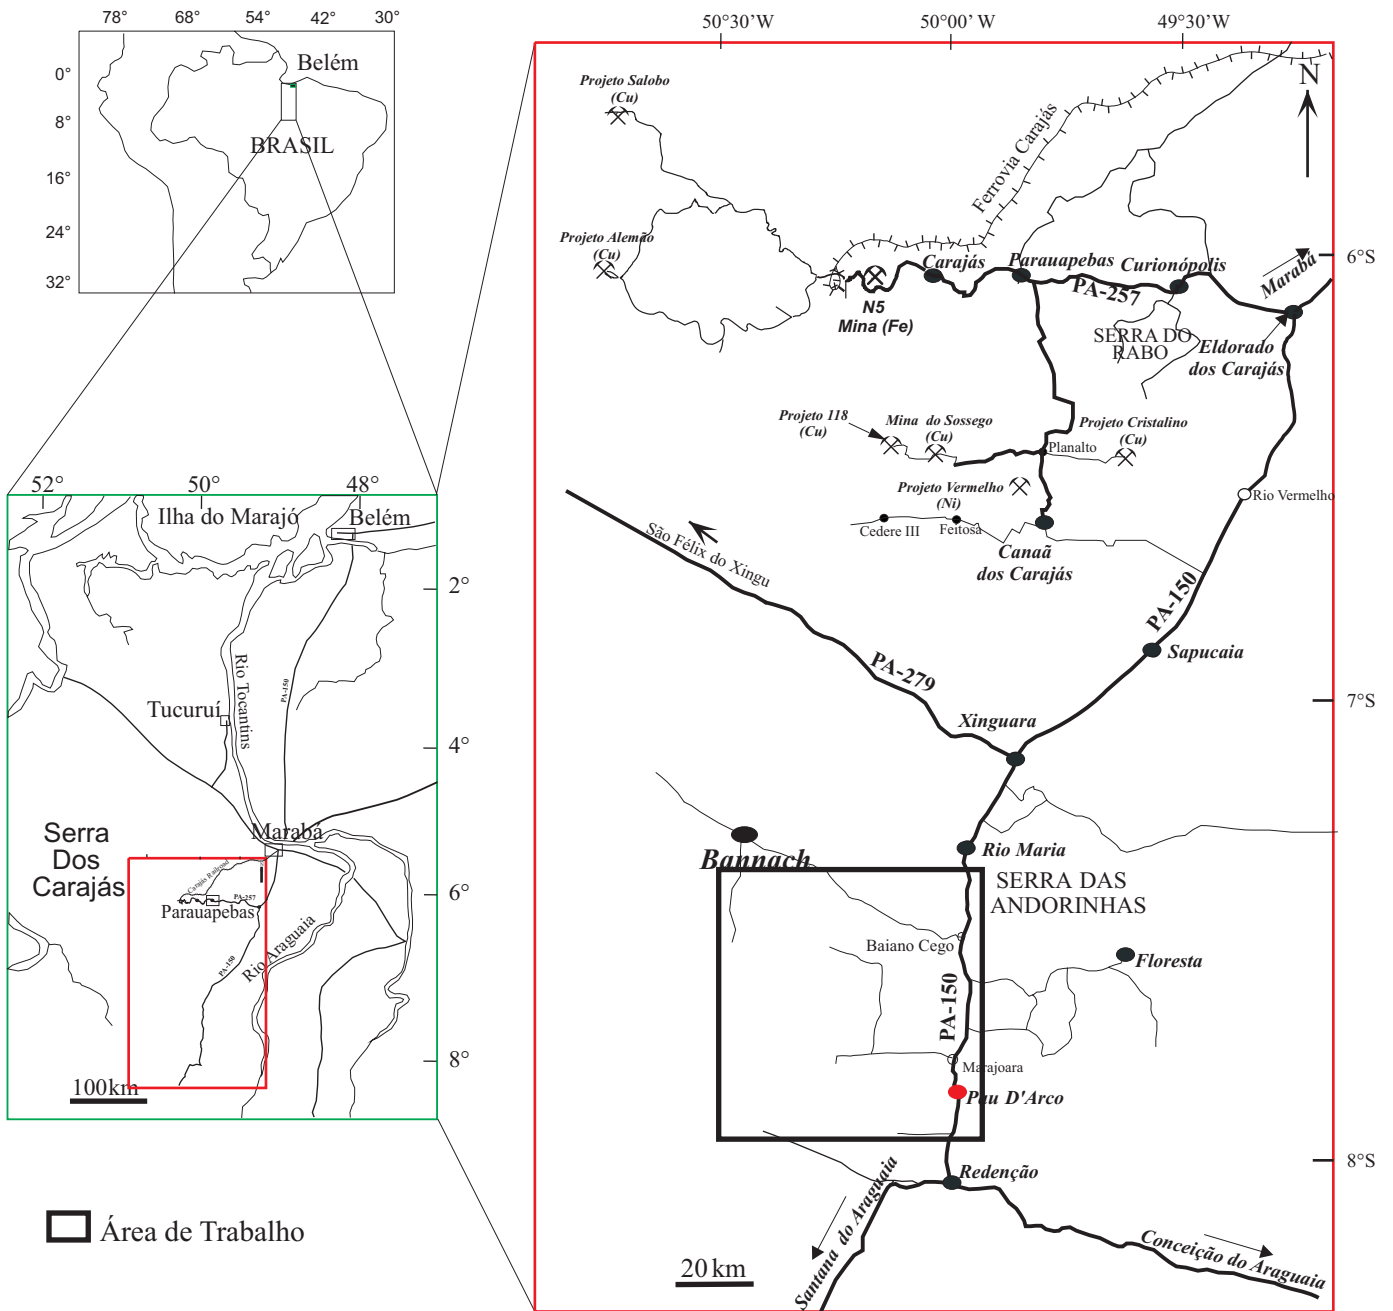 78°
68°
54°
42°
30°
0°
8°
16°
24°
32°
Belém
BRASIL
52°
50°
48°
Ilha do Marajó
Belém
2°
Rio Tocantins
PA-150
Tucuruí
4°
Marabá
Serra
Dos
Carajás
Carajás Railroad
PA-257
6°
Parauapebas
Rio Araguaia
PA-150
8°
100km
Área de Trabalho
50°30'W
50°00' W
49°30'W
N
Projeto Salobo
(Cu)
Ferrovia Carajás
Projeto Alemão
(Cu)
Carajás
Parauapebas
Curionópolis
Marabá
6°S
PA-257
N5
Mina (Fe)
SERRA DO
RABO
Eldorado
dos Carajás
Projeto 118
(Cu)
Mina do Sossego
(Cu)
Projeto Cristalino
(Cu)
Planalto
Projeto Vermelho
(Ni)
Rio Vermelho
Cedere III
Feitosa
Canaã
dos Carajás
São Félix do Xingu
PA-150
Sapucaia
PA-279
7°S
Xinguara
Bannach
Rio Maria
SERRA DAS
ANDORINHAS
Baiano Cego
Floresta
PA-150
Marajoara
Pau D'Arco
8°S
Redenção
Santana do Araguaia
Conceição do Araguaia
20km